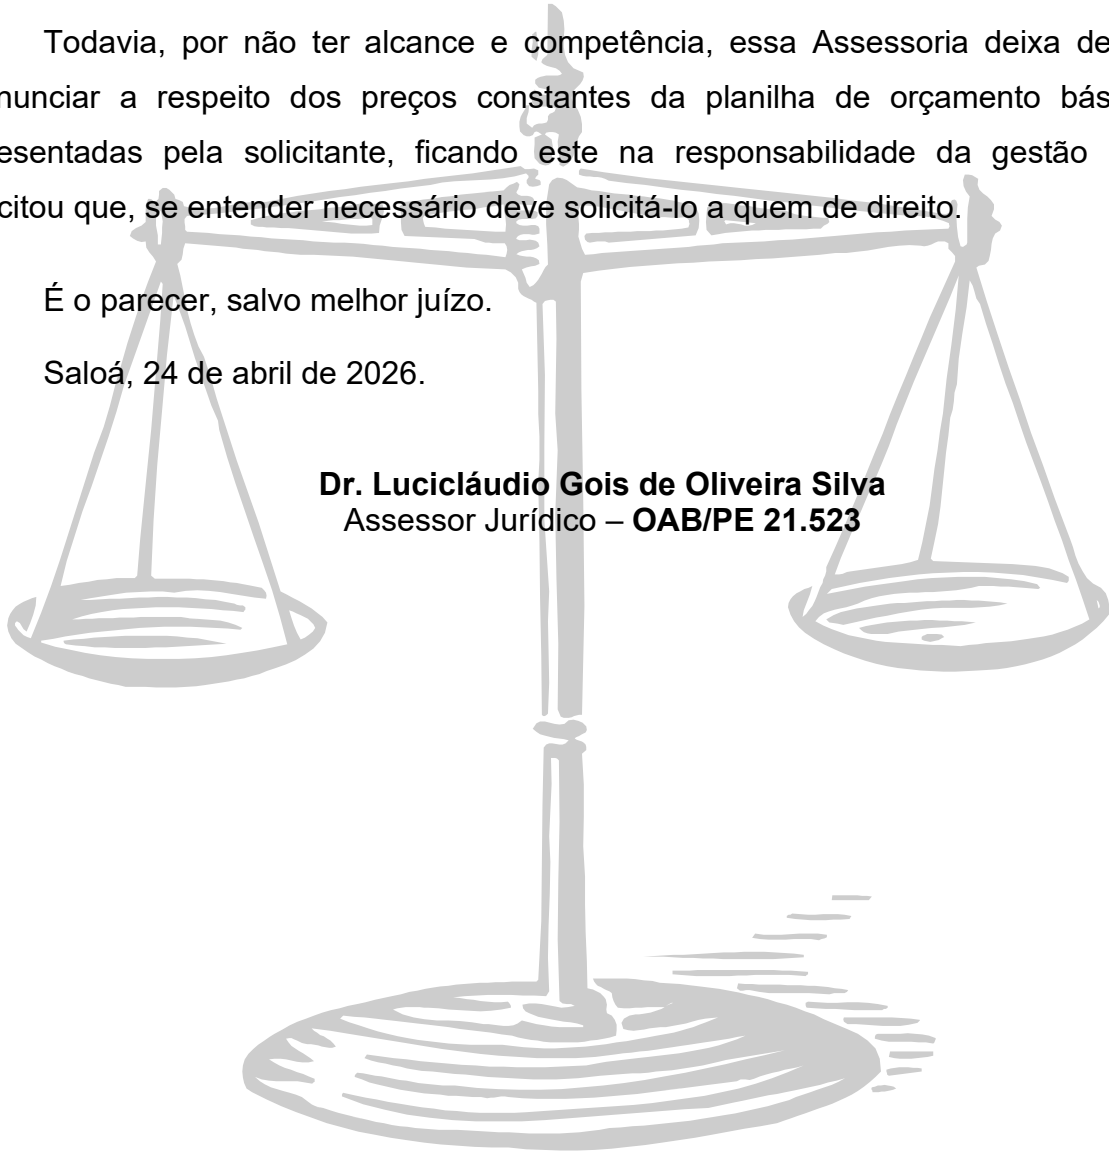 Todavia, por não ter alcance e competência, essa Assessoria deixa de
nunciar a respeito dos preços constantes da planilha de orçamento bás
esentadas pela solicitante, ficando este na responsabilidade da gestão
citou que, se entender necessário deve solicitá-lo a quem de direito.
É o parecer, salvo melhor juízo.
Saloá, 24 de abril de 2026.
Dr. Lucicláudio Gois de Oliveira Silva
Assessor Jurídico – OAB/PE 21.523